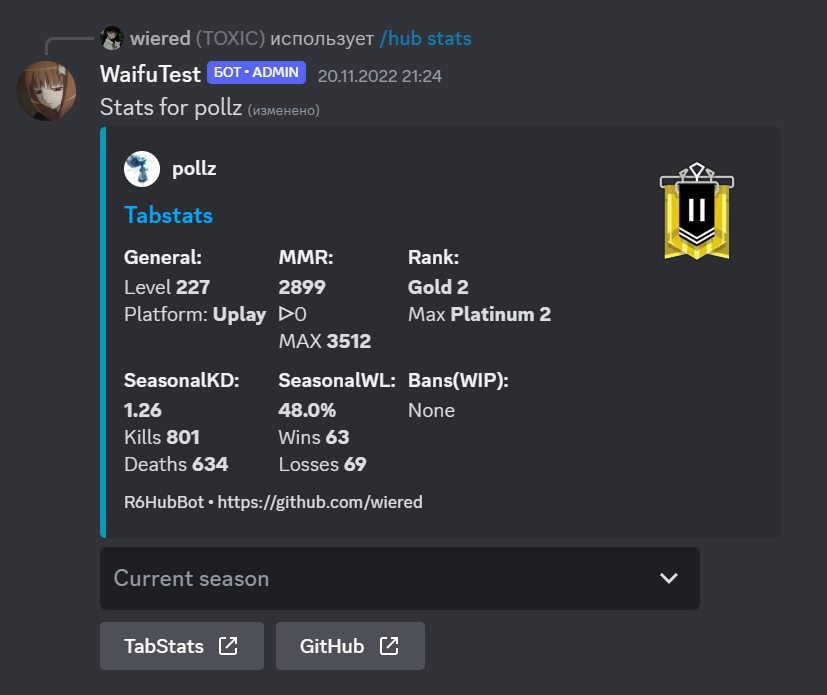 wiered (TOXIC) использует /hub stats
WaifuTest БОТ • ADMIN 20.11.2022 21:24
Stats for pollz (изменено)
pollz
Tabstats
II
General: MMR: Rank:
Level 227 2899 Gold 2
Platform: Uplay ᐅ0 Max Platinum 2
MAX 3512
SeasonalKD: SeasonalWL: Bans(WIP):
1.26 48.0% None
Kills 801 Wins 63
Deaths 634 Losses 69
R6HubBot • https://github.com/wiered
Current season
TabStats GitHub